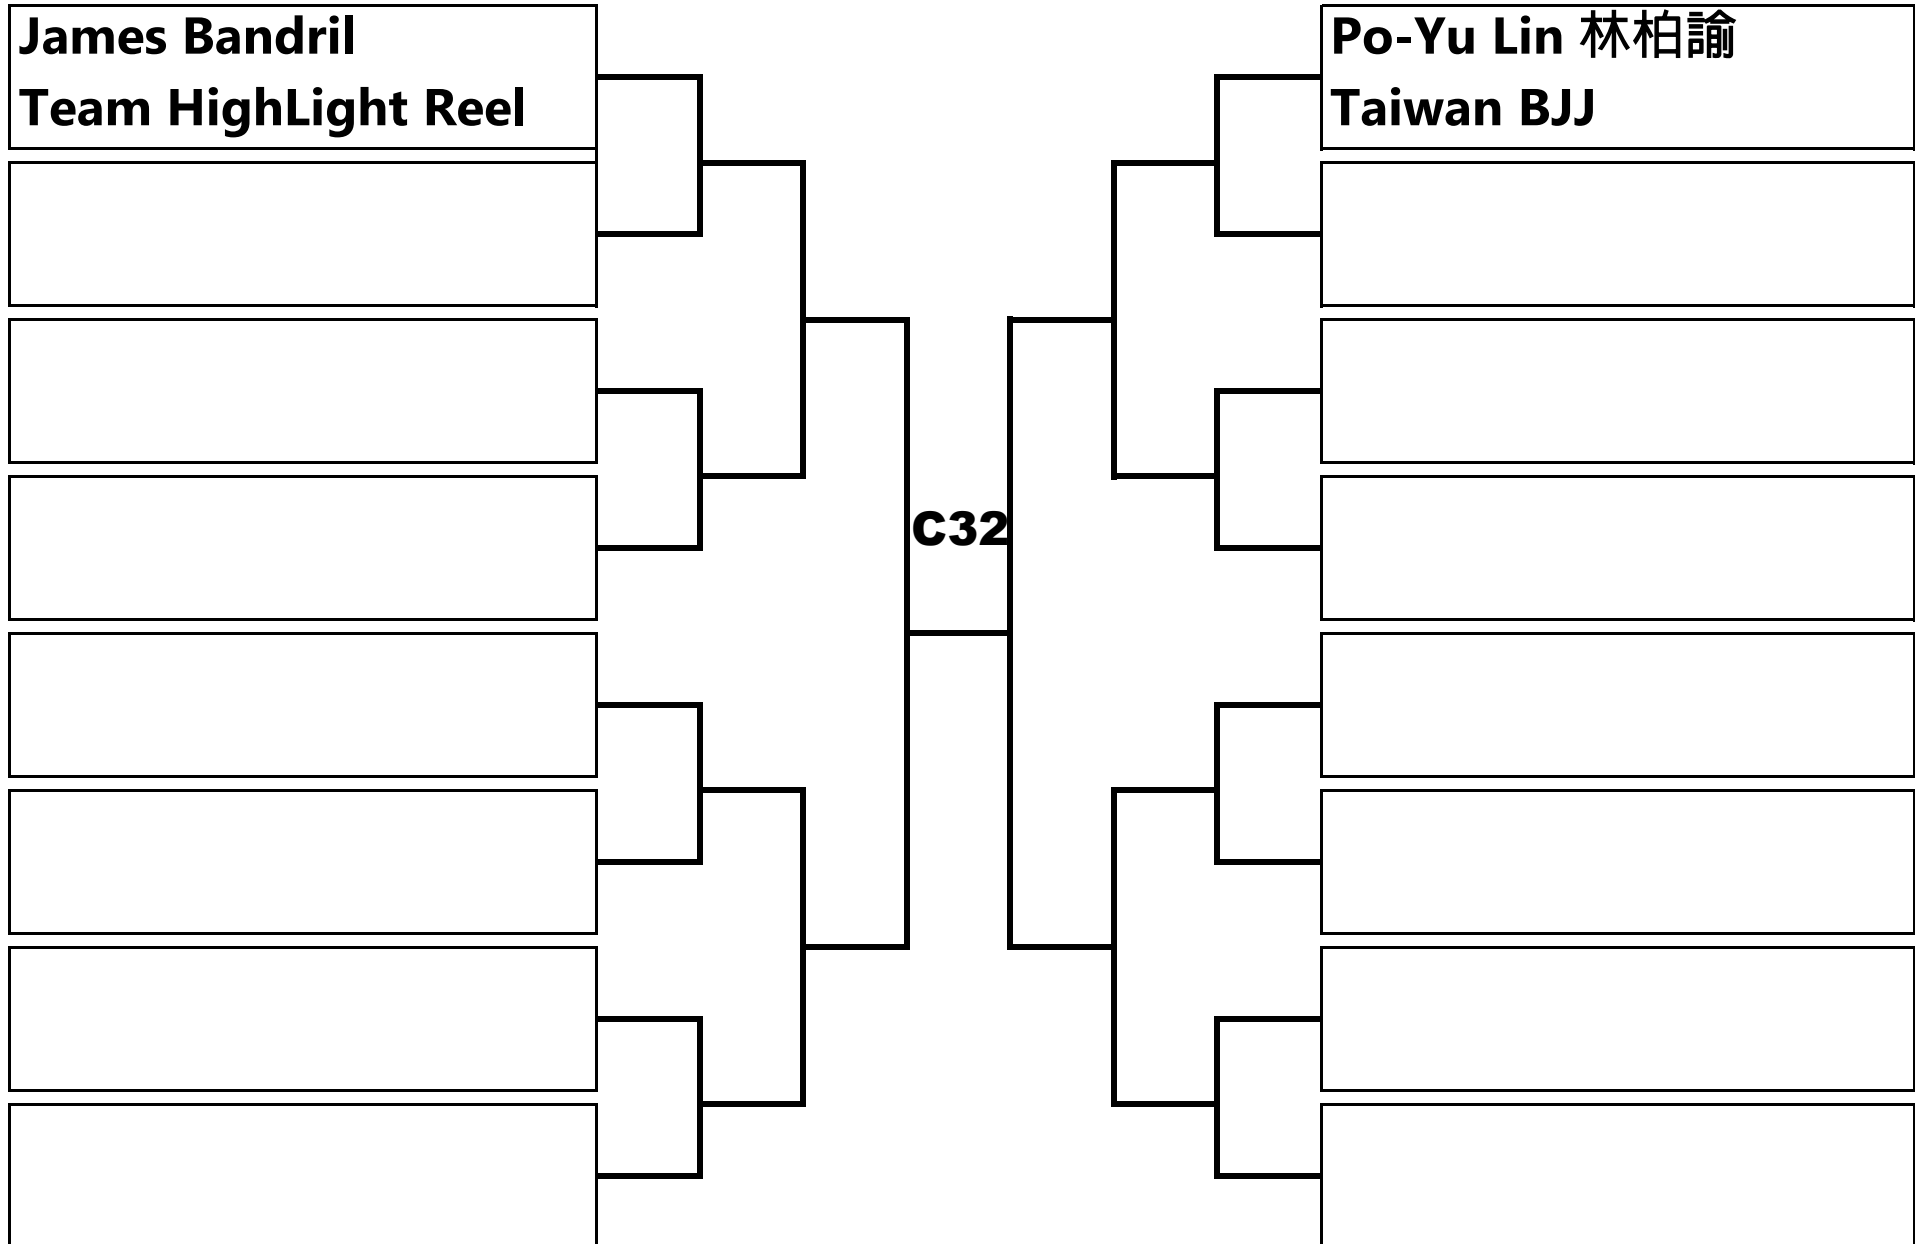 James Bandril
Team HighLight Reel
Po-Yu Lin 林柏諭
Taiwan BJJ
C32